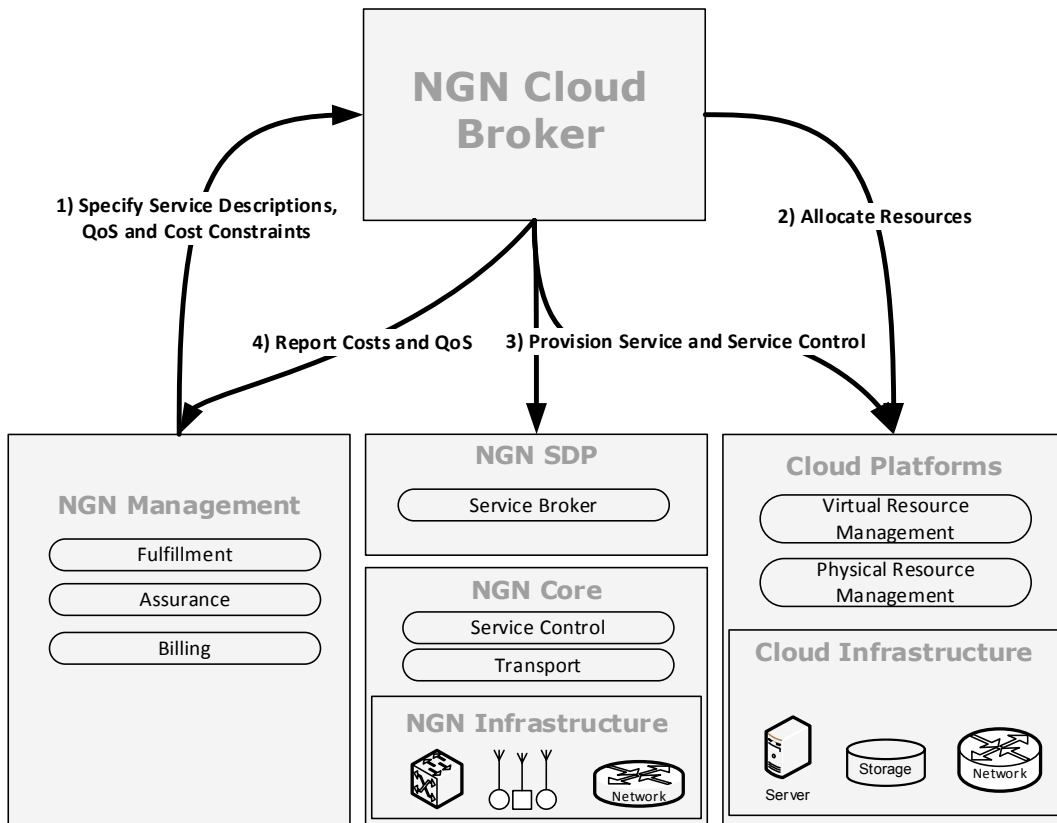 NGN Cloud
Broker
1) Specify Service Descriptions,
QoS and Cost Constraints
2) Allocate Resources
4) Report Costs and QoS
3) Provision Service and Service Control
NGN Management
Fulfillment
Assurance
Billing
NGN SDP
Service Broker
NGN Core
Service Control
Transport
NGN Infrastructure
Network
Cloud Platforms
Virtual Resource
Management
Physical Resource
Management
Cloud Infrastructure
Server
Storage
Network